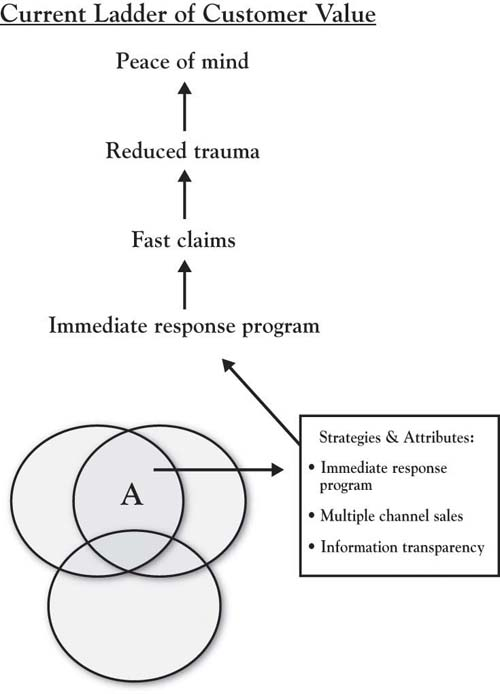 Current Ladder of Customer Value
Peace of mind
Reduced trauma
Fast claims
Immediate response program
A
Strategies & Attributes:
• Immediate response
program
• Multiple channel sales
• Information transparency